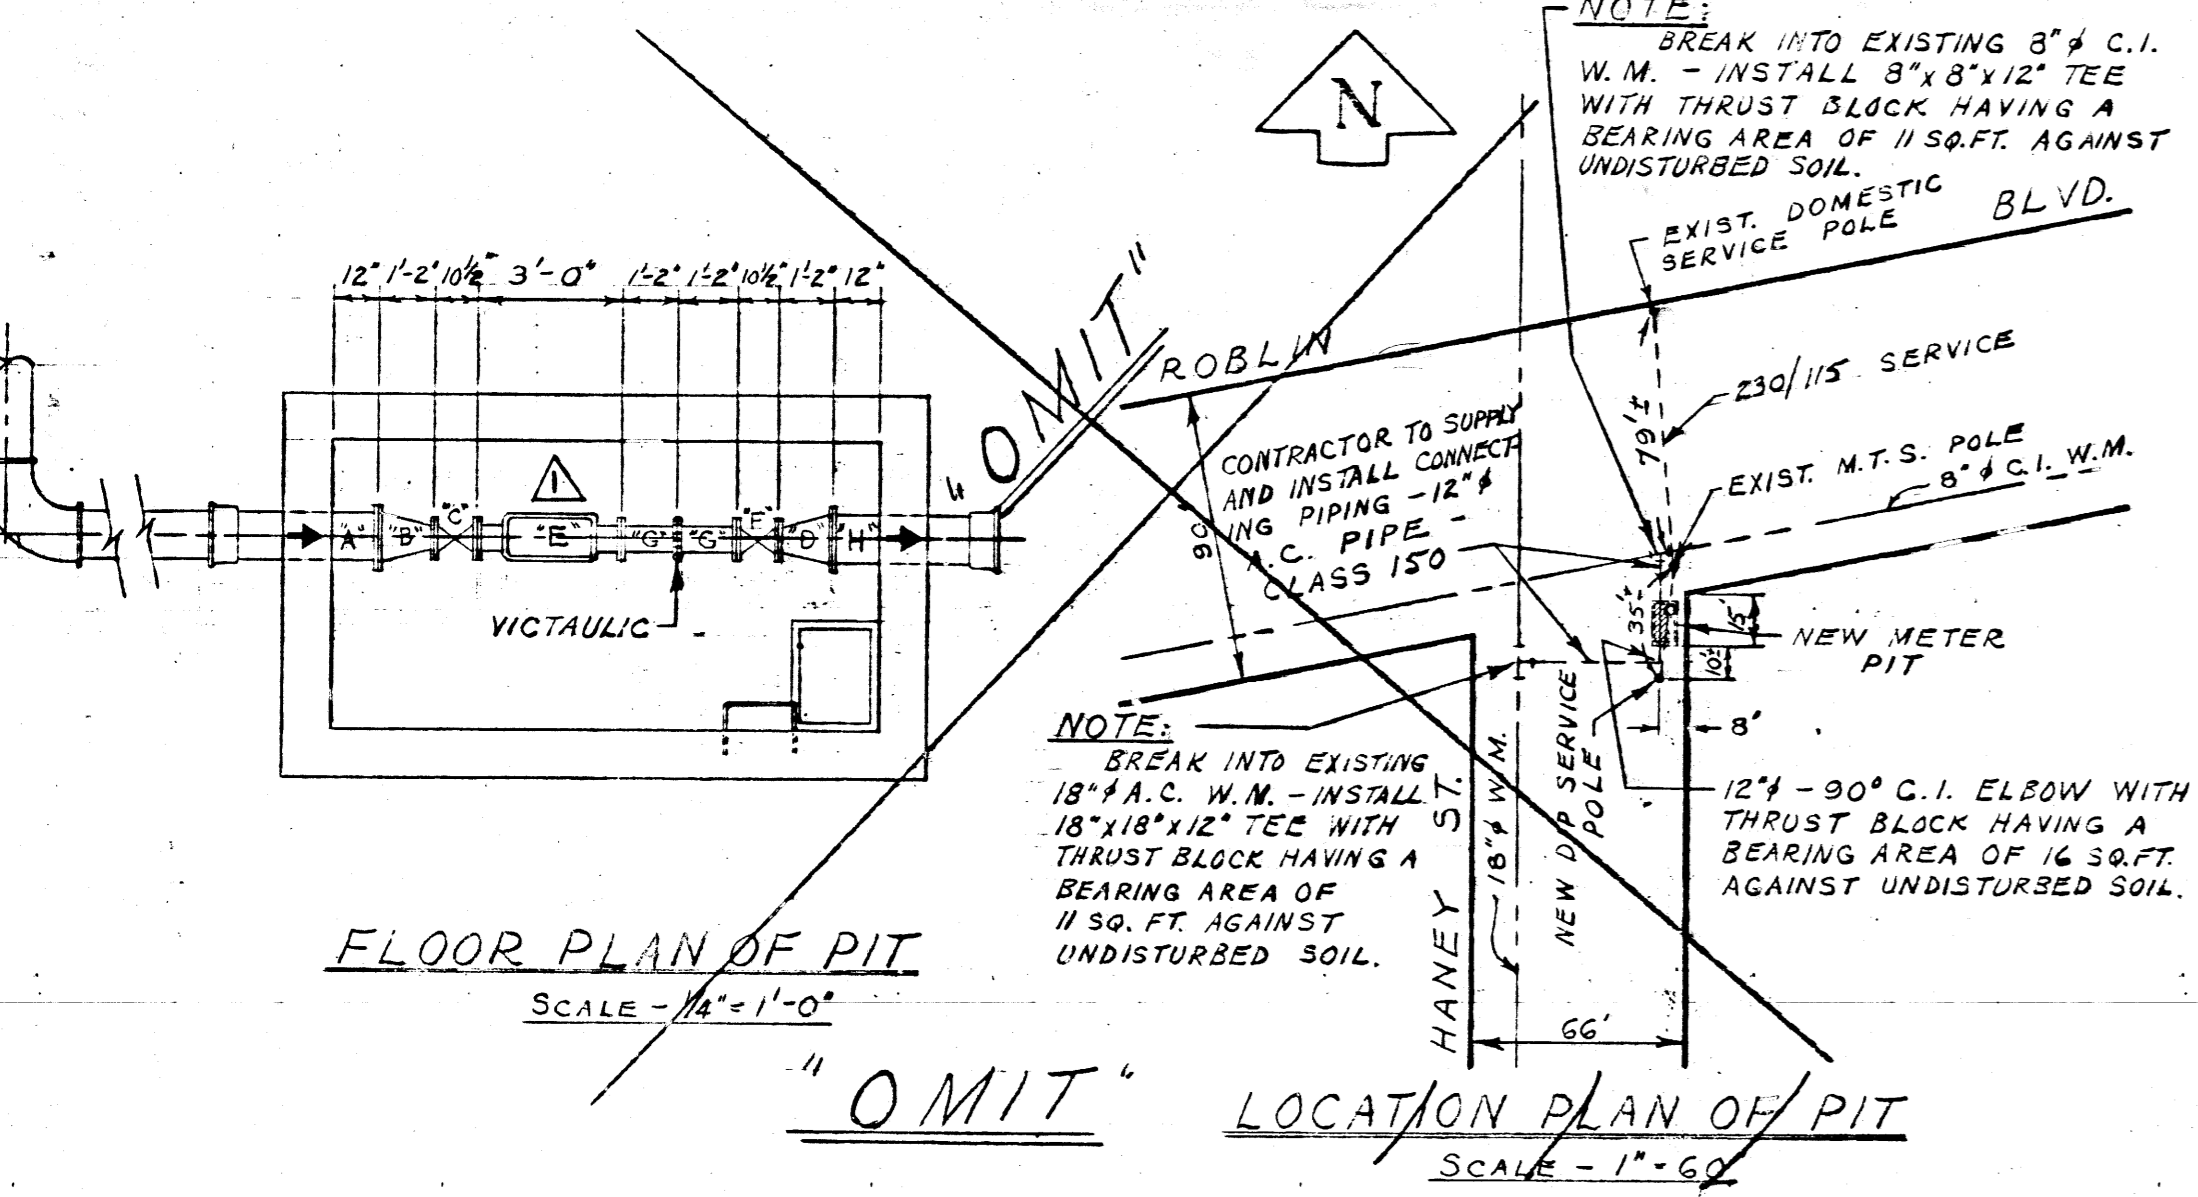 NOTE:
BREAK INTO EXISTING 8"φ C.I.
W.M. - INSTALL 8"x8"x12" TEE
WITH THRUST BLOCK HAVING A
BEARING AREA OF 11 SQ.FT. AGAINST
UNDISTURBED SOIL.
N
EXIST. DOMESTIC
SERVICE POLE
BLVD.
ROBLIN
12" 1'-2" 10½" 3'-0" 1'-2" 1'-2" 10½" 1'-2" 12"
"OMIT"
230/115 SERVICE
79'±
EXIST. M.T.S. POLE
8"φ C.I. W.M.
CONTRACTOR TO SUPPLY
AND INSTALL CONNECT-
ING PIPING - 12"φ
A.C. PIPE -
CLASS 150
90'
1
"A" "B" "C" "E" "G" "G" "F" "D" "H"
VICTAULIC
35'±
15'
NEW METER
PIT
10'±
8'
NOTE:
BREAK INTO EXISTING
18"φ A.C. W.M. - INSTALL
18"x18"x12" TEE WITH
THRUST BLOCK HAVING A
BEARING AREA OF
11 SQ. FT. AGAINST
UNDISTURBED SOIL.
HANEY ST.
18"φ W.M.
NEW DIP SERVICE
POLE
12"φ - 90° C.I. ELBOW WITH
THRUST BLOCK HAVING A
BEARING AREA OF 16 SQ.FT.
AGAINST UNDISTURBED SOIL.
66'
FLOOR PLAN OF PIT
SCALE - ¼" = 1'-0"
"OMIT"
LOCATION PLAN OF PIT
SCALE - 1" = 60'